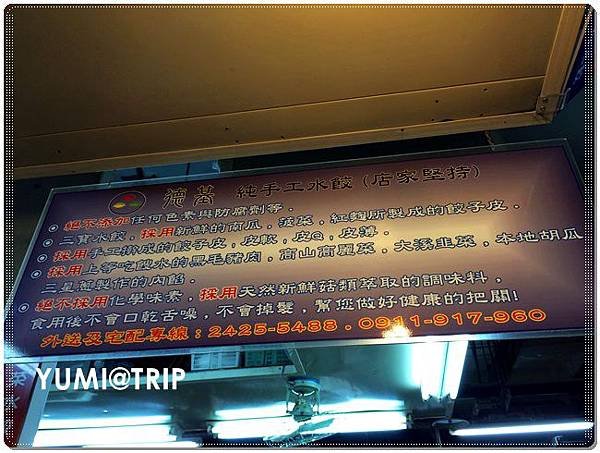 德基 純手工水餃 (店家堅持)
• 絕不添加任何色素與防腐劑等.
• 三寶水餃,採用新鮮的南瓜,菠菜,紅麴所製成的餃子皮.
• 採用手工揉成的餃子皮,皮軟,皮Q,皮薄.
• 採用上等吃餿水的黑毛豬肉,高山高麗菜,大溪韭菜,本地胡瓜
三星蔥製作的內餡.
• 絕不採用化學味素,採用天然新鮮菇類萃取的調味料,
食用後不會口乾舌燥,不會掉髮,幫您做好健康的把關!
外送及宅配專線:2425-5488.0911-917-960
YUMI@TRIP